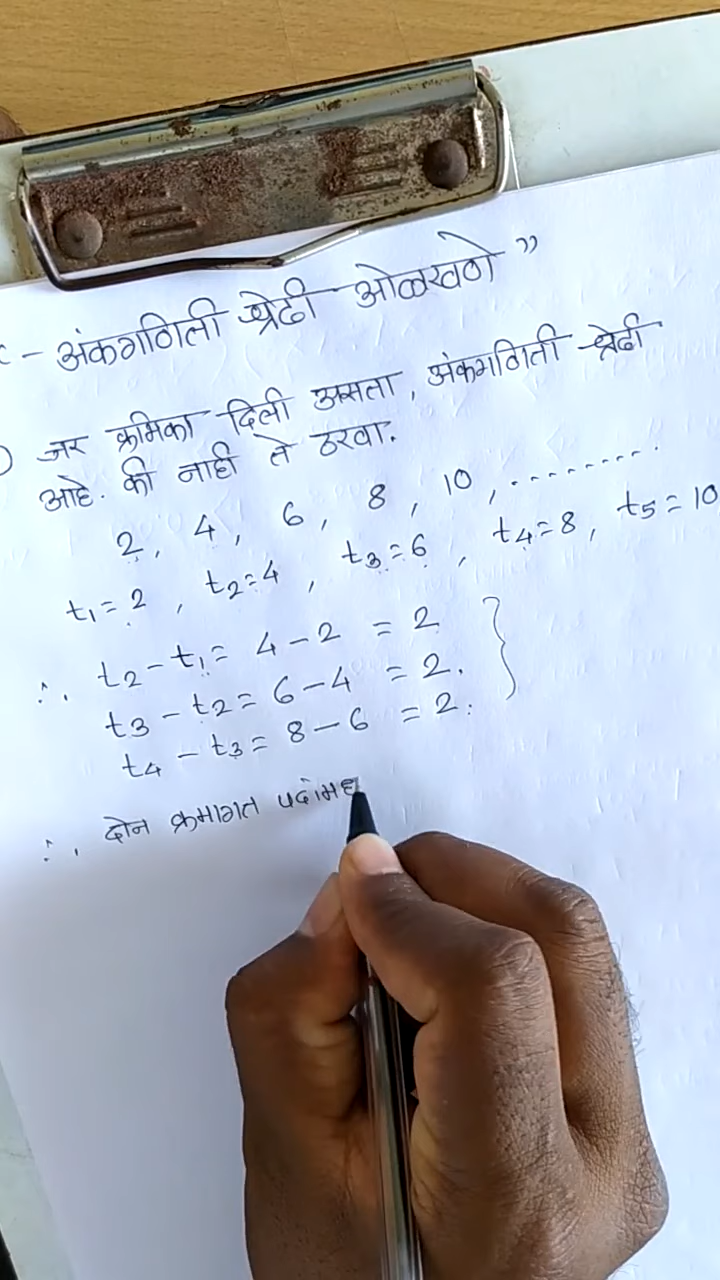 - अंकगणिती श्रेढी ओळखणे”
जर क्रमिका दिली असता, अंकगणिती श्रेढी
आहे. की नाही ते ठरवा.
2, 4, 6, 8, 10, .........
t₁=2, t₂=4, t₃=6, t₄=8, t₅=10
∴ t₂-t₁= 4-2 = 2
t₃-t₂= 6-4 = 2.
t₄-t₃= 8-6 = 2.
∴ दोन क्रमागत पदांमध